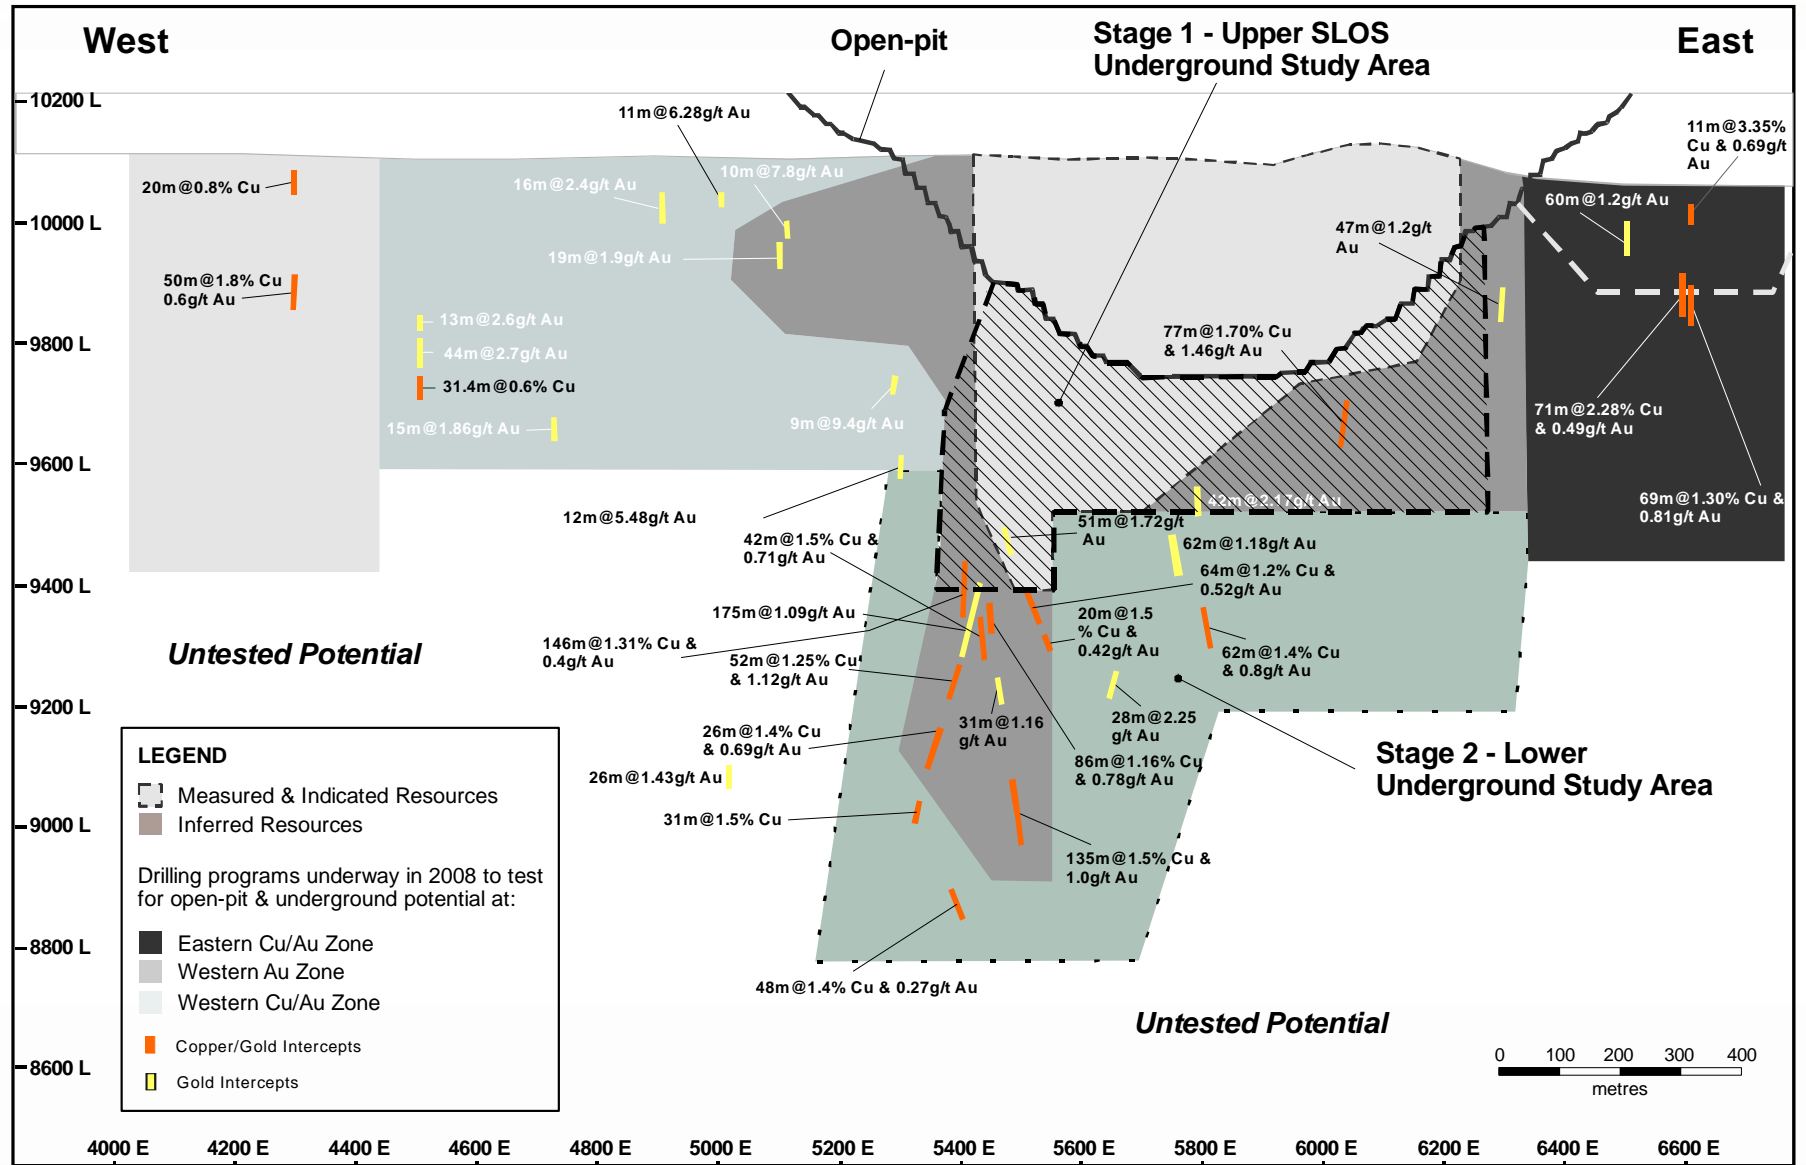 West
Open-pit
Stage 1 - Upper SLOS
Underground Study Area
East
10200 L
10000 L
9800 L
9600 L
9400 L
9200 L
9000 L
8800 L
8600 L
20m@0.8% Cu
50m@1.8% Cu
0.6g/t Au
11m@6.28g/t Au
16m@2.4g/t Au
10m@7.8g/t Au
19m@1.9g/t Au
13m@2.6g/t Au
44m@2.7g/t Au
31.4m@0.6% Cu
15m@1.86g/t Au
9m@9.4g/t Au
12m@5.48g/t Au
47m@1.2g/t
Au
77m@1.70% Cu
& 1.46g/t Au
11m@3.35%
Cu & 0.69g/t
Au
60m@1.2g/t Au
71m@2.28% Cu
& 0.49g/t Au
69m@1.30% Cu &
0.81g/t Au
42m@2.17g/t Au
51m@1.72g/t
Au
62m@1.18g/t Au
64m@1.2% Cu &
0.52g/t Au
42m@1.5% Cu &
0.71g/t Au
175m@1.09g/t Au
146m@1.31% Cu &
0.4g/t Au
52m@1.25% Cu
& 1.12g/t Au
20m@1.5
% Cu &
0.42g/t Au
62m@1.4% Cu
& 0.8g/t Au
26m@1.4% Cu
& 0.69g/t Au
31m@1.16
g/t Au
28m@2.25
g/t Au
86m@1.16% Cu
& 0.78g/t Au
26m@1.43g/t Au
31m@1.5% Cu
135m@1.5% Cu &
1.0g/t Au
48m@1.4% Cu & 0.27g/t Au
Untested Potential
Stage 2 - Lower
Underground Study Area
Untested Potential
LEGEND
Measured & Indicated Resources
Inferred Resources
Drilling programs underway in 2008 to test
for open-pit & underground potential at:
Eastern Cu/Au Zone
Western Au Zone
Western Cu/Au Zone
Copper/Gold Intercepts
Gold Intercepts
0 100 200 300 400
metres
4000 E 4200 E 4400 E 4600 E 4800 E 5000 E 5200 E 5400 E 5600 E 5800 E 6000 E 6200 E 6400 E 6600 E